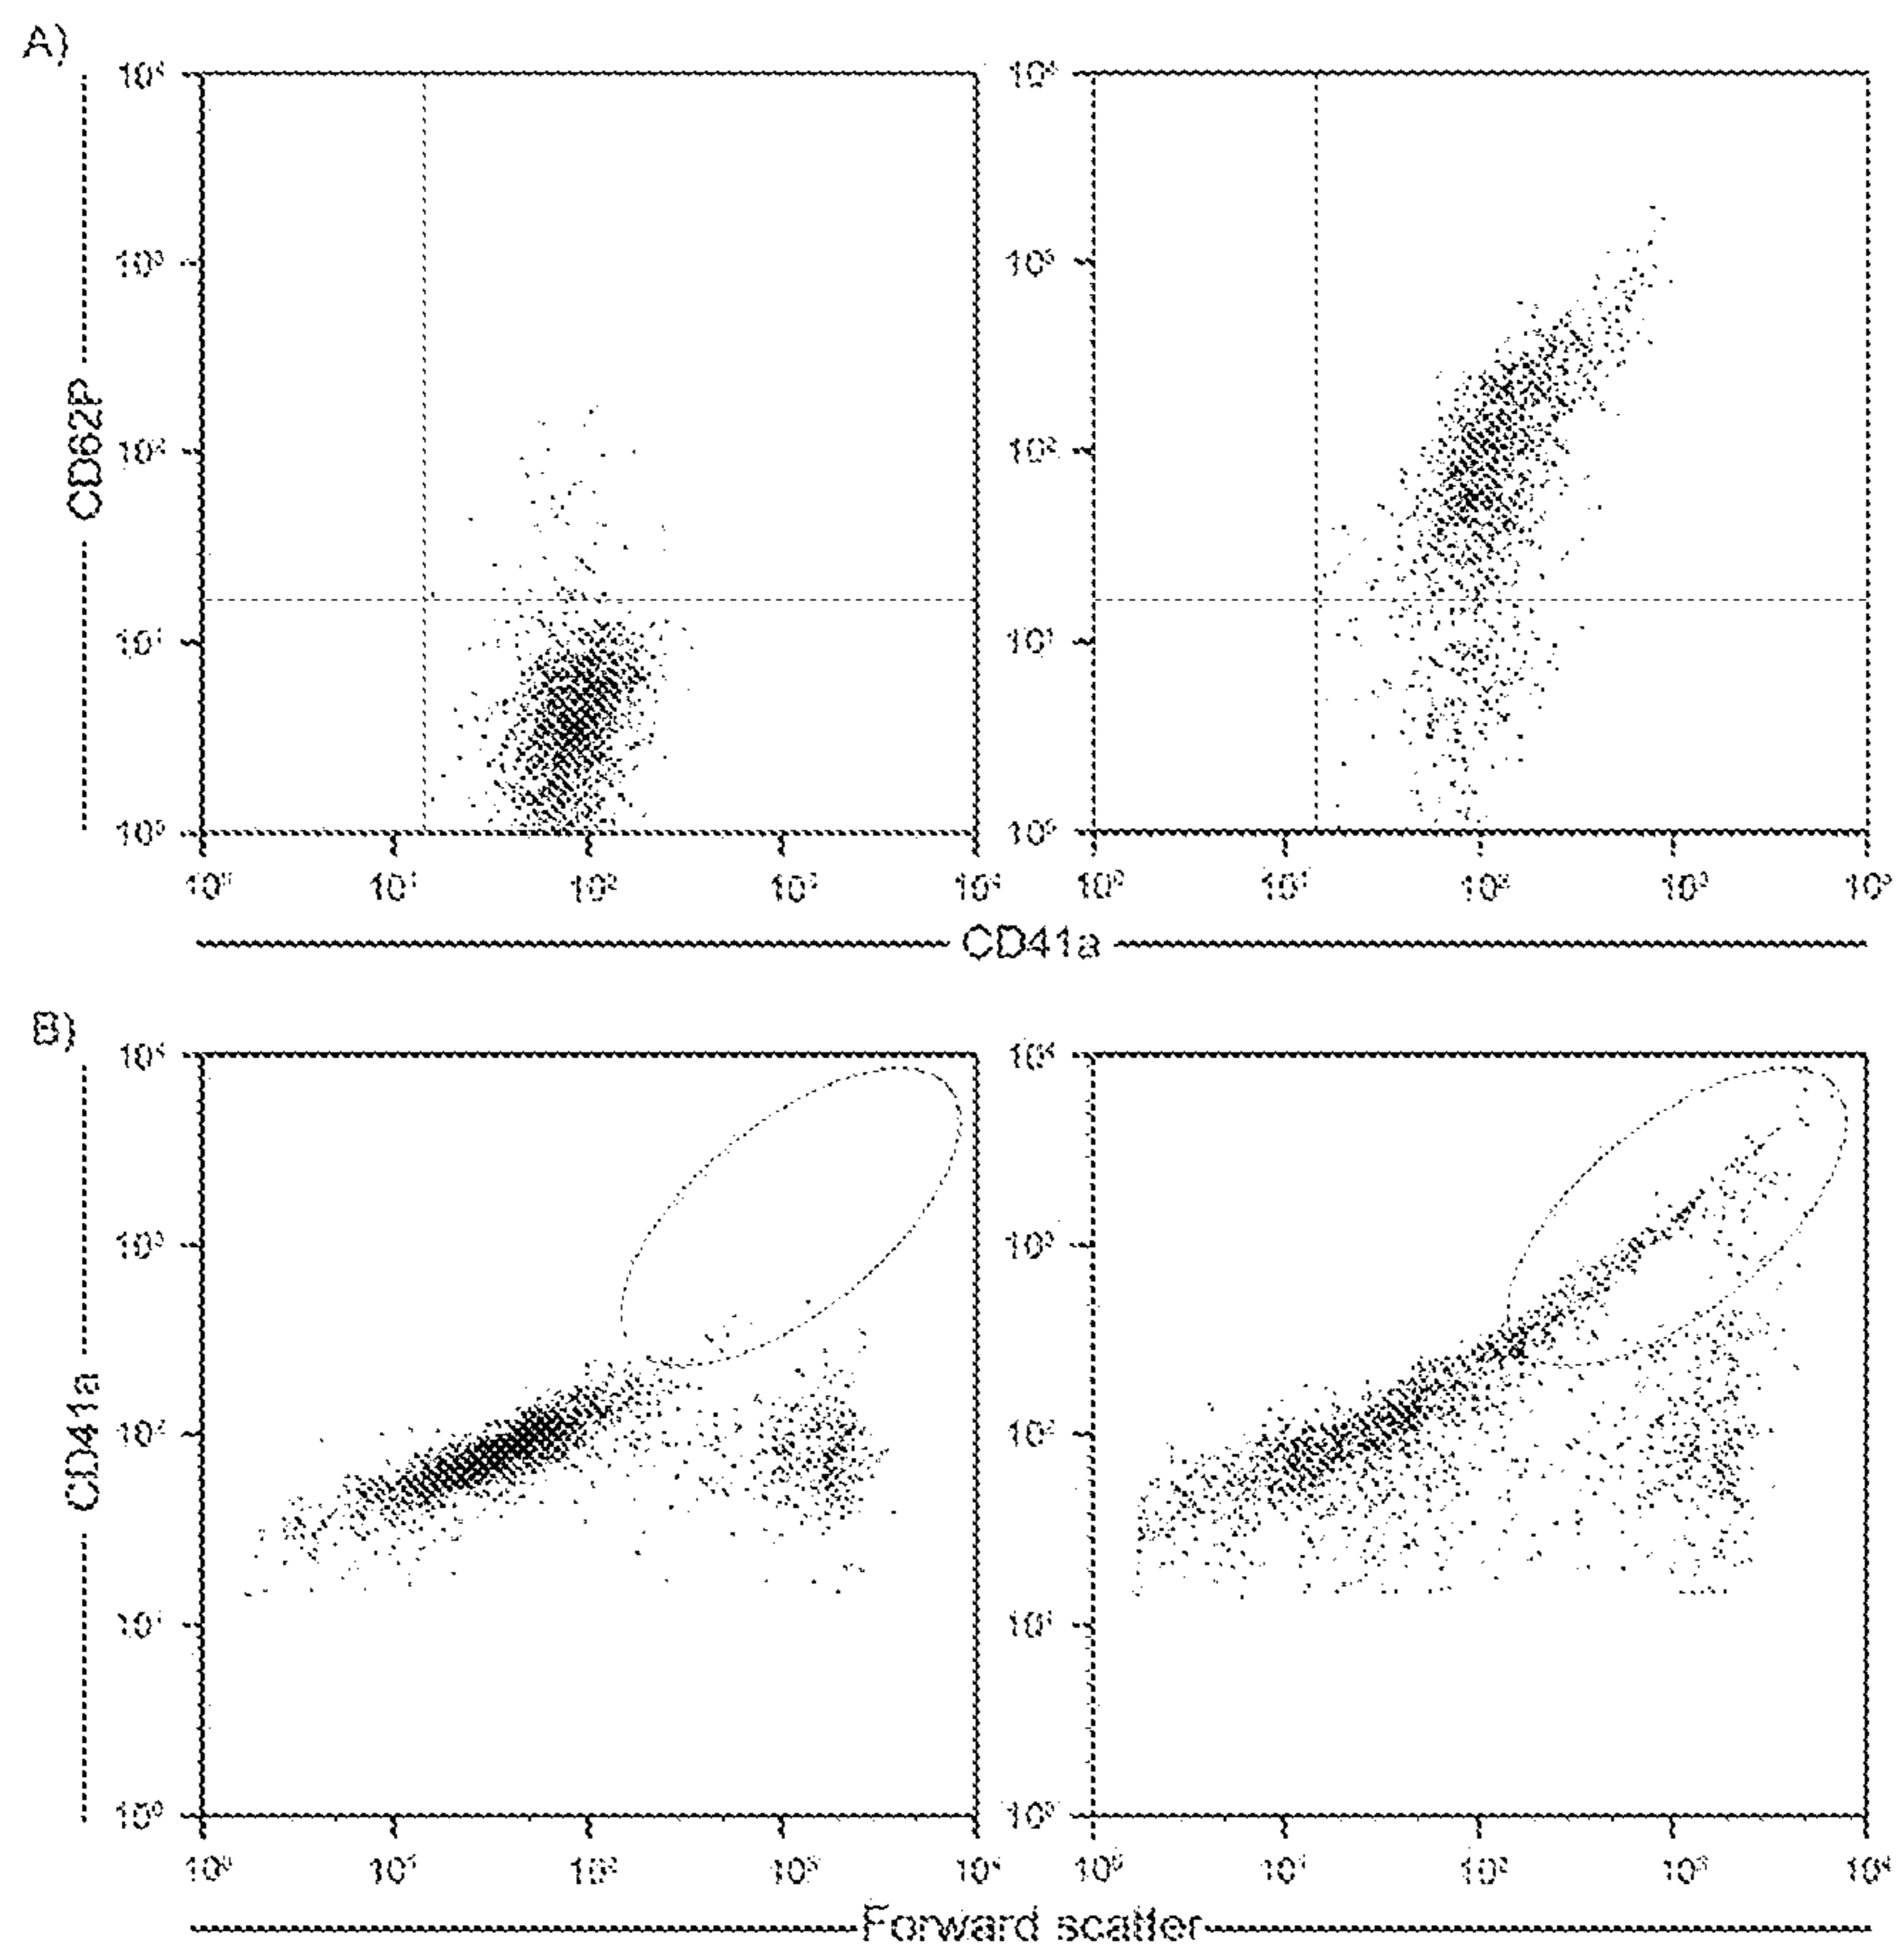 A)
10⁴ 10⁴
10³ 10³
10² 10²
10¹ 10¹
10⁰ 10⁰
CD62P
10⁰ 10¹ 10² 10³ 10⁴ 10⁰ 10¹ 10² 10³
CD41a
B)
10⁴ 10⁴
10³ 10³
10² 10²
10¹ 10¹
10⁰ 10⁰
CD41a
10⁰ 10¹ 10² 10³ 10⁴ 10⁰ 10¹ 10² 10³ 10⁴
Forward scatter